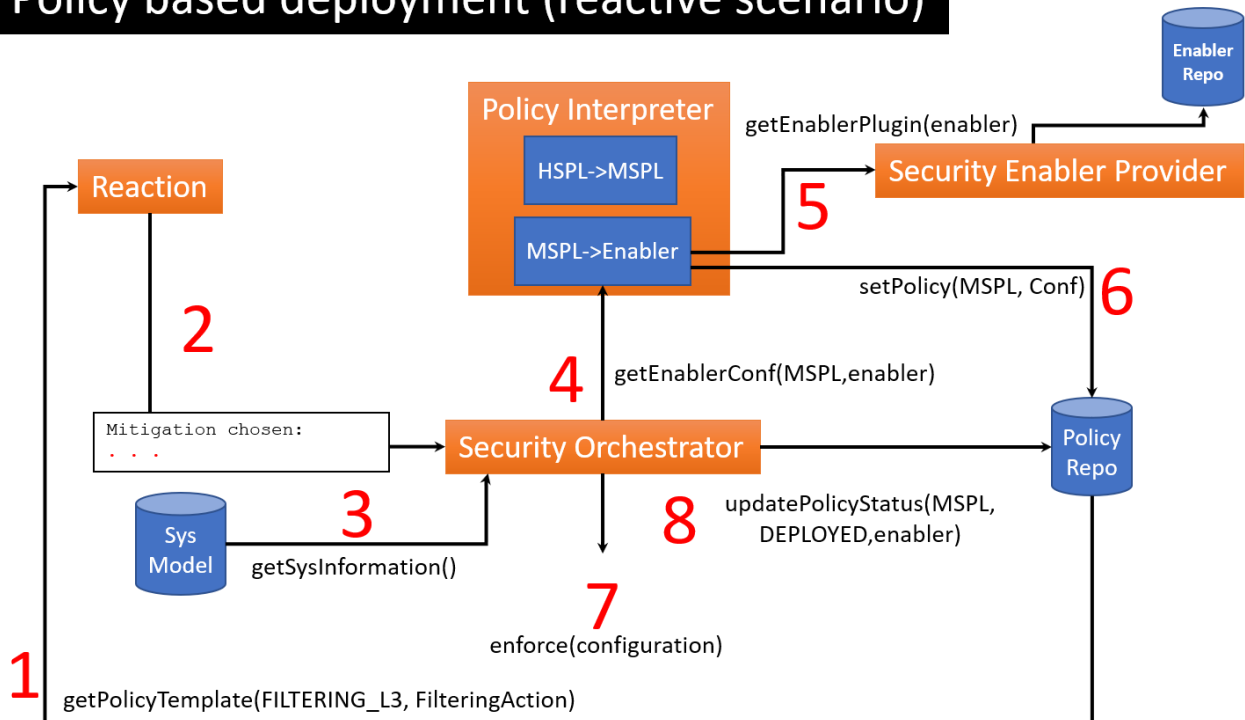 Policy based deployment (reactive scenario)
Enabler
Repo
Policy Interpreter
getEnablerPlugin(enabler)
HSPL->MSPL
Security Enabler Provider
Reaction
5
MSPL->Enabler
setPolicy(MSPL, Conf)
6
2
4
getEnablerConf(MSPL,enabler)
Mitigation chosen:
. . .
Security Orchestrator
Policy
Repo
3
8
updatePolicyStatus(MSPL,
DEPLOYED,enabler)
Sys
Model
getSysInformation()
7
enforce(configuration)
1
getPolicyTemplate(FILTERING_L3, FilteringAction)